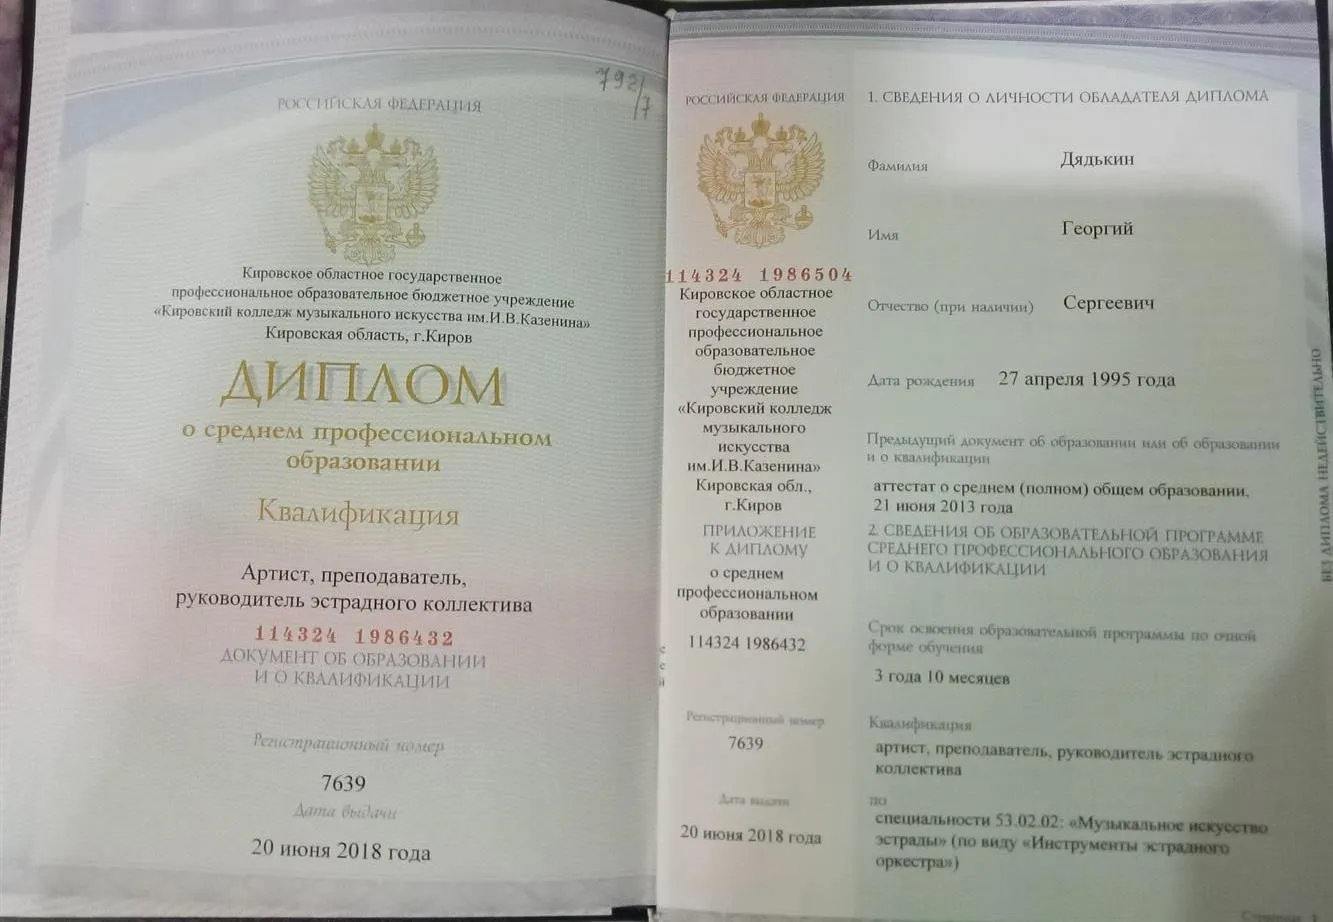 792/7
РОССИЙСКАЯ ФЕДЕРАЦИЯ
Кировское областное государственное
профессиональное образовательное бюджетное учреждение
«Кировский колледж музыкального искусства им.И.В.Казенина»
Кировская область, г.Киров
ДИПЛОМ
о среднем профессиональном
образовании
Квалификация
Артист, преподаватель,
руководитель эстрадного коллектива
114324 1986432
ДОКУМЕНТ ОБ ОБРАЗОВАНИИ
И О КВАЛИФИКАЦИИ
Регистрационный номер
7639
Дата выдачи
20 июня 2018 года
РОССИЙСКАЯ ФЕДЕРАЦИЯ
114324 1986504
Кировское областное
государственное
профессиональное
образовательное
бюджетное
учреждение
«Кировский колледж
музыкального
искусства
им.И.В.Казенина»
Кировская обл.,
г.Киров
ПРИЛОЖЕНИЕ
К ДИПЛОМУ
о среднем
профессиональном
образовании
114324 1986432
Регистрационный номер
7639
Дата выдачи
20 июня 2018 года
1. СВЕДЕНИЯ О ЛИЧНОСТИ ОБЛАДАТЕЛЯ ДИПЛОМА
Фамилия Дядькин
Имя Георгий
Отчество (при наличии) Сергеевич
Дата рождения 27 апреля 1995 года
Предыдущий документ об образовании или об образовании
и о квалификации
аттестат о среднем (полном) общем образовании,
21 июня 2013 года
2. СВЕДЕНИЯ ОБ ОБРАЗОВАТЕЛЬНОЙ ПРОГРАММЕ
СРЕДНЕГО ПРОФЕССИОНАЛЬНОГО ОБРАЗОВАНИЯ
И О КВАЛИФИКАЦИИ
Срок освоения образовательной программы по очной
форме обучения
3 года 10 месяцев
Квалификация
артист, преподаватель, руководитель эстрадного
коллектива
по
специальности 53.02.02: «Музыкальное искусство
эстрады» (по виду «Инструменты эстрадного
оркестра»)
БЕЗ ДИПЛОМА НЕДЕЙСТВИТЕЛЬНО